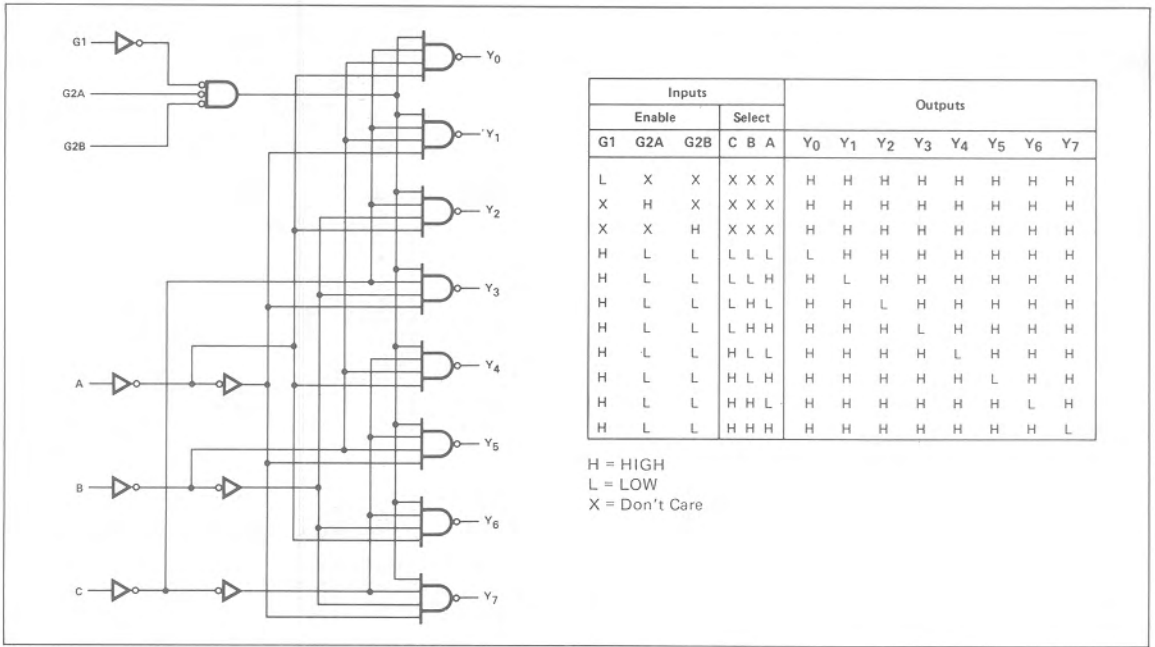 G1
G2A
G2B
A
B
C
Y0
Y1
Y2
Y3
Y4
Y5
Y6
Y7
Inputs Outputs
Enable Select
G1 G2A G2B C B A Y0 Y1 Y2 Y3 Y4 Y5 Y6 Y7
L X X X X X H H H H H H H H
X H X X X X H H H H H H H H
X X H X X X H H H H H H H H
H L L L L L L H H H H H H H
H L L L L H H L H H H H H H
H L L L H L H H L H H H H H
H L L L H H H H H L H H H H
H L L H L L H H H H L H H H
H L L H L H H H H H H L H H
H L L H H L H H H H H H L H
H L L H H H H H H H H H H L
H = HIGH
L = LOW
X = Don't Care